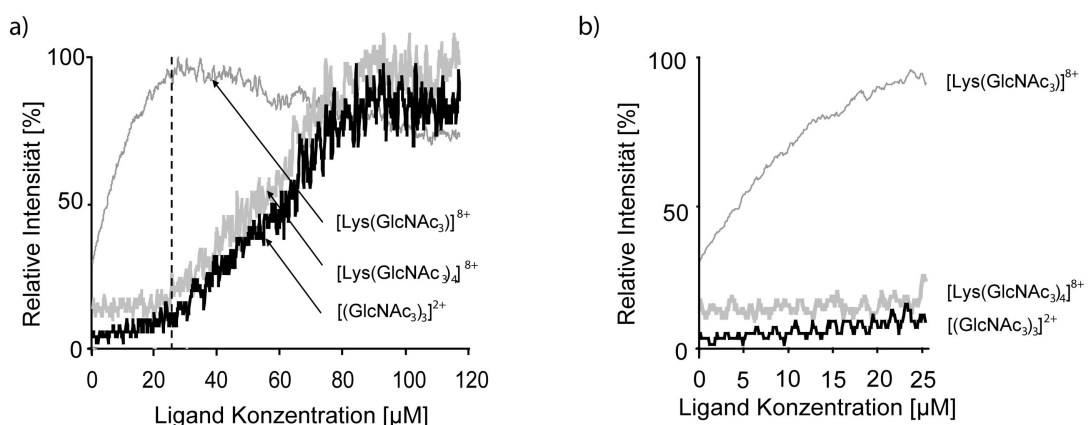 a)
Relative Intensität [%]
100
50
0
0 20 40 60 80 100 120
Ligand Konzentration [µM]
[Lys(GlcNAc₃)]⁸⁺
[Lys(GlcNAc₃)₄]⁸⁺
[(GlcNAc₃)₃]²⁺
b)
Relative Intensität [%]
100
50
0
0 5 10 15 20 25
Ligand Konzentration [µM]
[Lys(GlcNAc₃)]⁸⁺
[Lys(GlcNAc₃)₄]⁸⁺
[(GlcNAc₃)₃]²⁺